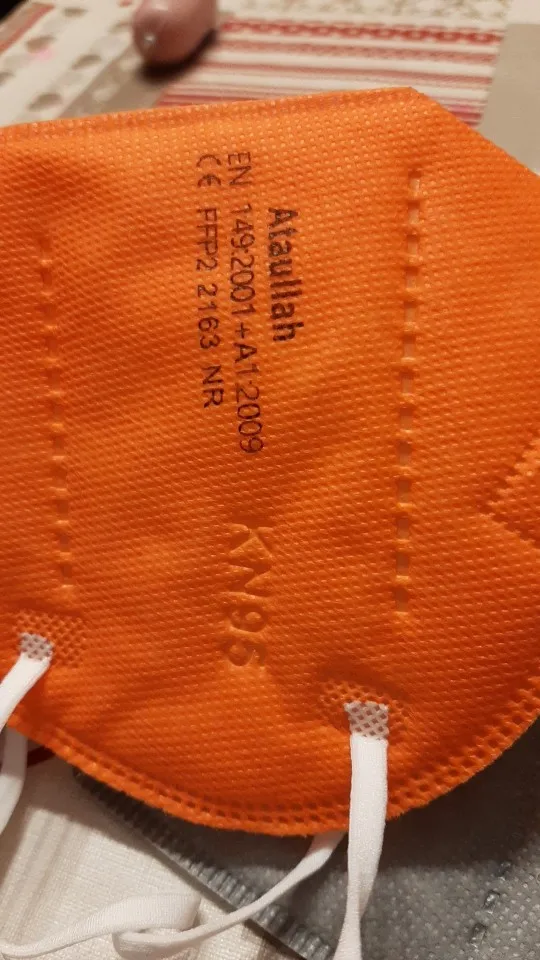 Ataullah
EN 149:2001+A1:2009
CE FFP2 2163 NR
KN95